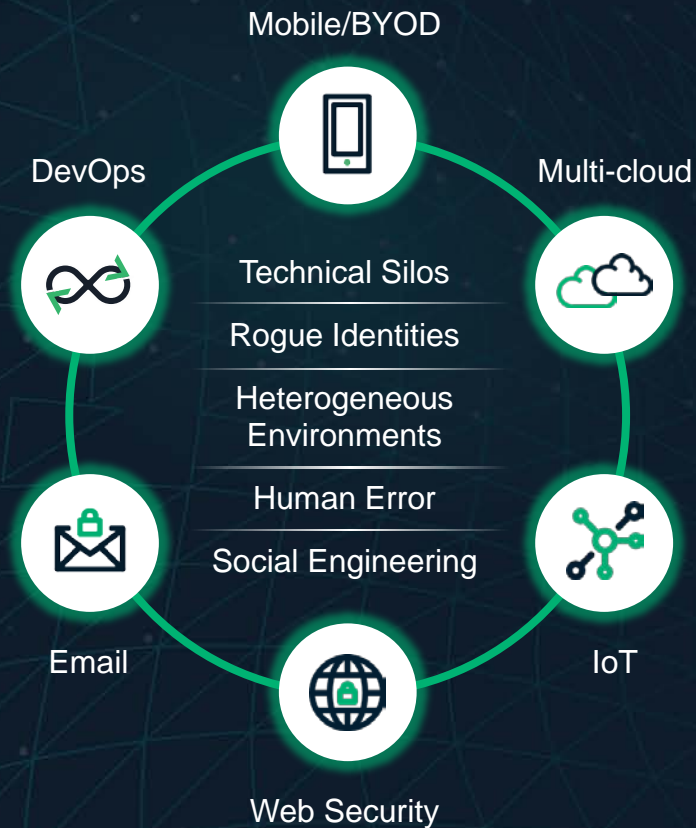 Mobile/BYOD
DevOps
Multi-cloud
Technical Silos
Rogue Identities
Heterogeneous
Environments
Human Error
Social Engineering
Email
IoT
Web Security